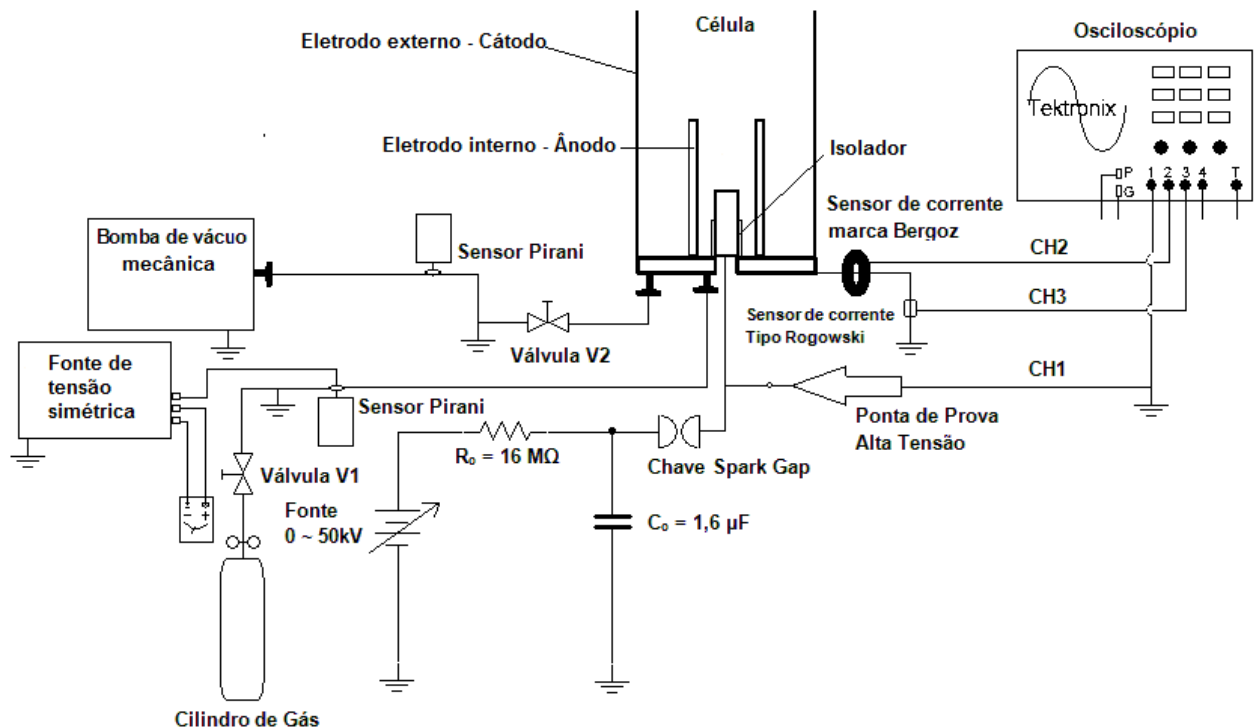 Célula
Osciloscópio
Eletrodo externo - Cátodo
Tektronix
Eletrodo interno - Ânodo
Isolador
P
G
1 2 3 4 T
Sensor de corrente
marca Bergoz
Bomba de vácuo
mecânica
Sensor Pirani
CH2
CH3
Sensor de corrente
Tipo Rogowski
Válvula V2
Fonte de
tensão
simétrica
CH1
Sensor Pirani
Ponta de Prova
Alta Tensão
R₀ = 16 MΩ
Chave Spark Gap
Válvula V1
- +
Fonte
0 ~ 50kV
C₀ = 1,6 µF
Cilindro de Gás